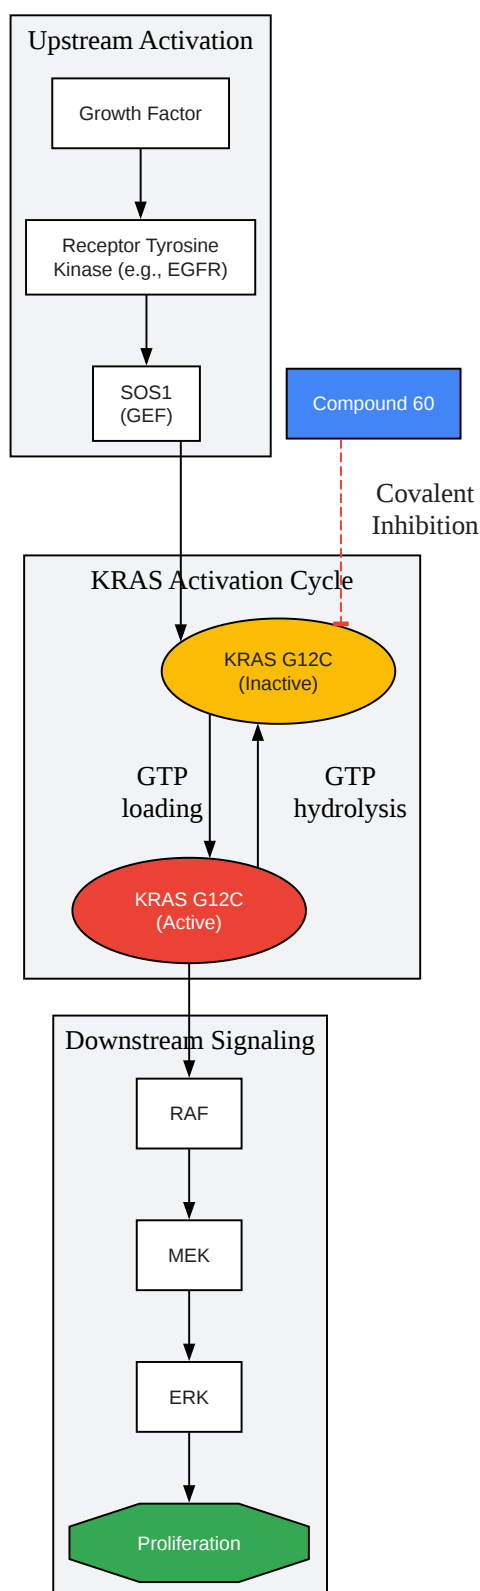 Upstream Activation
Growth Factor
Receptor Tyrosine
Kinase (e.g., EGFR)
SOS1
(GEF)
Compound 60
Covalent
Inhibition
KRAS Activation Cycle
KRAS G12C
(Inactive)
GTP
loading
GTP
hydrolysis
KRAS G12C
(Active)
Downstream Signaling
RAF
MEK
ERK
Proliferation